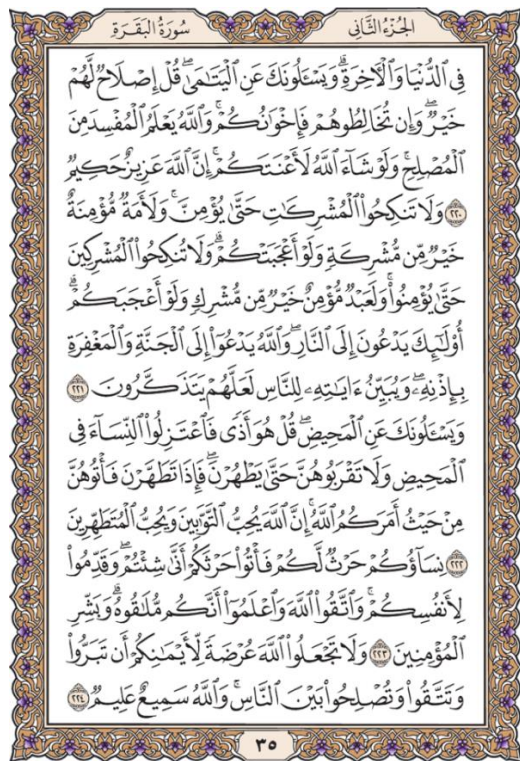 الجزء الثاني
سورة البقرة
فِى ٱلدُّنْيَا وَٱلْأَخِرَةِۗ وَيَسْـَٔلُونَكَ عَنِ ٱلْيَتَـٰمَىٰۖ قُلْ إِصْلَاحٌ لَّهُمْ
خَيْرٌۖ وَإِن تُخَالِطُوهُمْ فَإِخْوَٰنُكُمْۚ وَٱللَّهُ يَعْلَمُ ٱلْمُفْسِدَ مِنَ
ٱلْمُصْلِحِۚ وَلَوْ شَآءَ ٱللَّهُ لَأَعْنَتَكُمْۚ إِنَّ ٱللَّهَ عَزِيزٌ حَكِيمٌ
٢٢٠ وَلَا تَنكِحُوا۟ ٱلْمُشْرِكَـٰتِ حَتَّىٰ يُؤْمِنَّۚ وَلَأَمَةٌ مُّؤْمِنَةٌ
خَيْرٌ مِّن مُّشْرِكَةٍ وَلَوْ أَعْجَبَتْكُمْۗ وَلَا تُنكِحُوا۟ ٱلْمُشْرِكِينَ
حَتَّىٰ يُؤْمِنُوا۟ۚ وَلَعَبْدٌ مُّؤْمِنٌ خَيْرٌ مِّن مُّشْرِكٍ وَلَوْ أَعْجَبَكُمْۗ
أُو۟لَـٰٓئِكَ يَدْعُونَ إِلَى ٱلنَّارِۖ وَٱللَّهُ يَدْعُوٓا۟ إِلَى ٱلْجَنَّةِ وَٱلْمَغْفِرَةِ
بِإِذْنِهِۦۖ وَيُبَيِّنُ ءَايَـٰتِهِۦ لِلنَّاسِ لَعَلَّهُمْ يَتَذَكَّرُونَ ٢٢١
وَيَسْـَٔلُونَكَ عَنِ ٱلْمَحِيضِۖ قُلْ هُوَ أَذًى فَٱعْتَزِلُوا۟ ٱلنِّسَآءَ فِى
ٱلْمَحِيضِ وَلَا تَقْرَبُوهُنَّ حَتَّىٰ يَطْهُرْنَۖ فَإِذَا تَطَهَّرْنَ فَأْتُوهُنَّ
مِنْ حَيْثُ أَمَرَكُمُ ٱللَّهُۚ إِنَّ ٱللَّهَ يُحِبُّ ٱلتَّوَّٰبِينَ وَيُحِبُّ ٱلْمُتَطَهِّرِينَ
٢٢٢ نِسَآؤُكُمْ حَرْثٌ لَّكُمْ فَأْتُوا۟ حَرْثَكُمْ أَنَّىٰ شِئْتُمْۖ وَقَدِّمُوا۟
لِأَنفُسِكُمْۚ وَٱتَّقُوا۟ ٱللَّهَ وَٱعْلَمُوٓا۟ أَنَّكُم مُّلَـٰقُوهُۗ وَبَشِّرِ
ٱلْمُؤْمِنِينَ ٢٢٣ وَلَا تَجْعَلُوا۟ ٱللَّهَ عُرْضَةً لِّأَيْمَـٰنِكُمْ أَن تَبَرُّوا۟
وَتَتَّقُوا۟ وَتُصْلِحُوا۟ بَيْنَ ٱلنَّاسِۚ وَٱللَّهُ سَمِيعٌ عَلِيمٌ ٢٢٤
٣٥